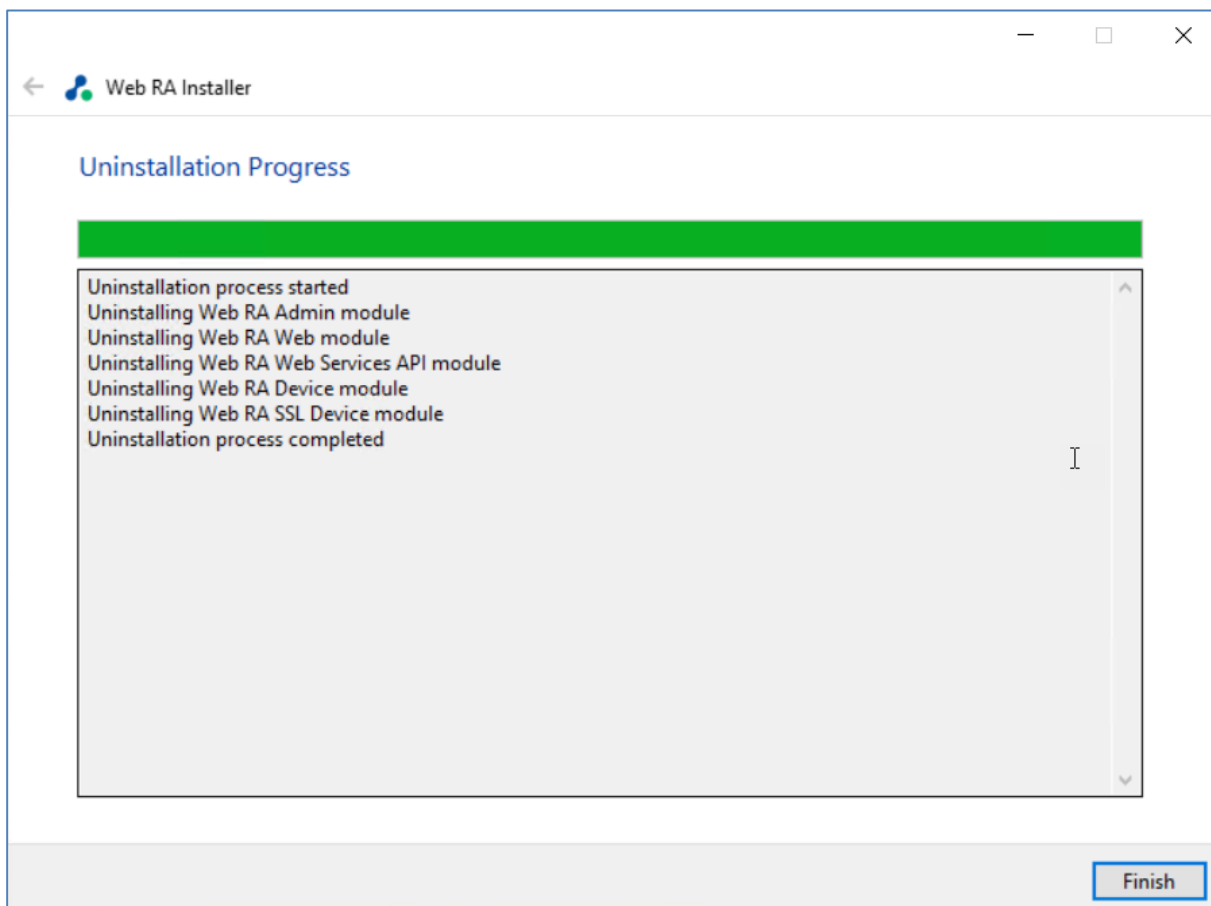 Web RA Installer
Uninstallation Progress
Uninstallation process started
Uninstalling Web RA Admin module
Uninstalling Web RA Web module
Uninstalling Web RA Web Services API module
Uninstalling Web RA Device module
Uninstalling Web RA SSL Device module
Uninstallation process completed
Finish